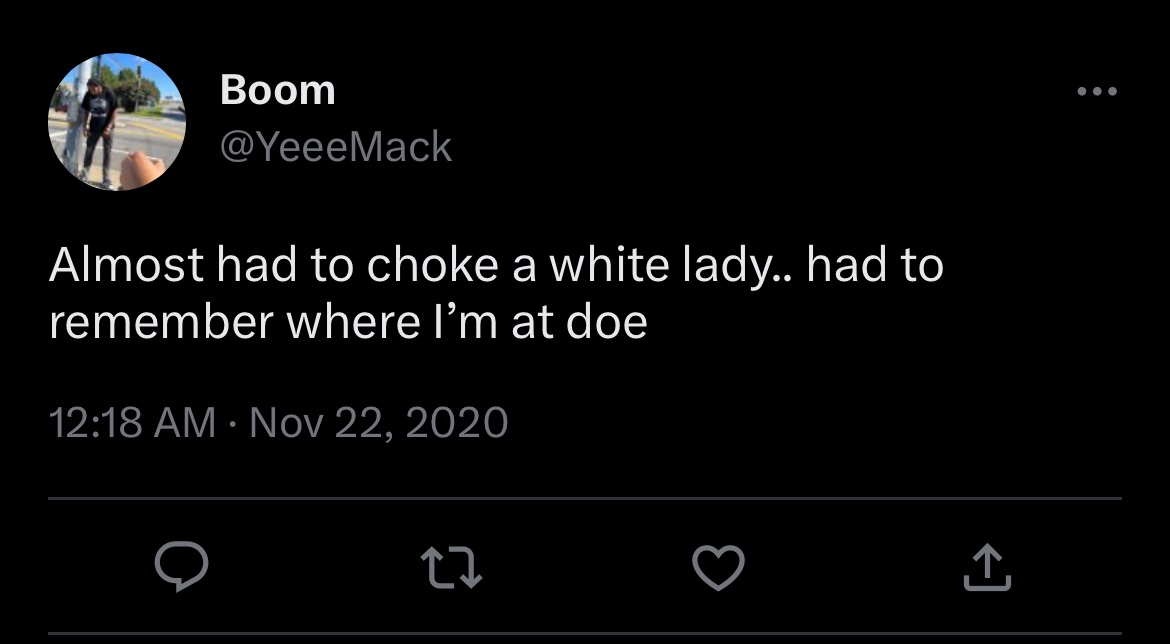 Boom
@YeeeMack
Almost had to choke a white lady.. had to
remember where I’m at doe
12:18 AM · Nov 22, 2020